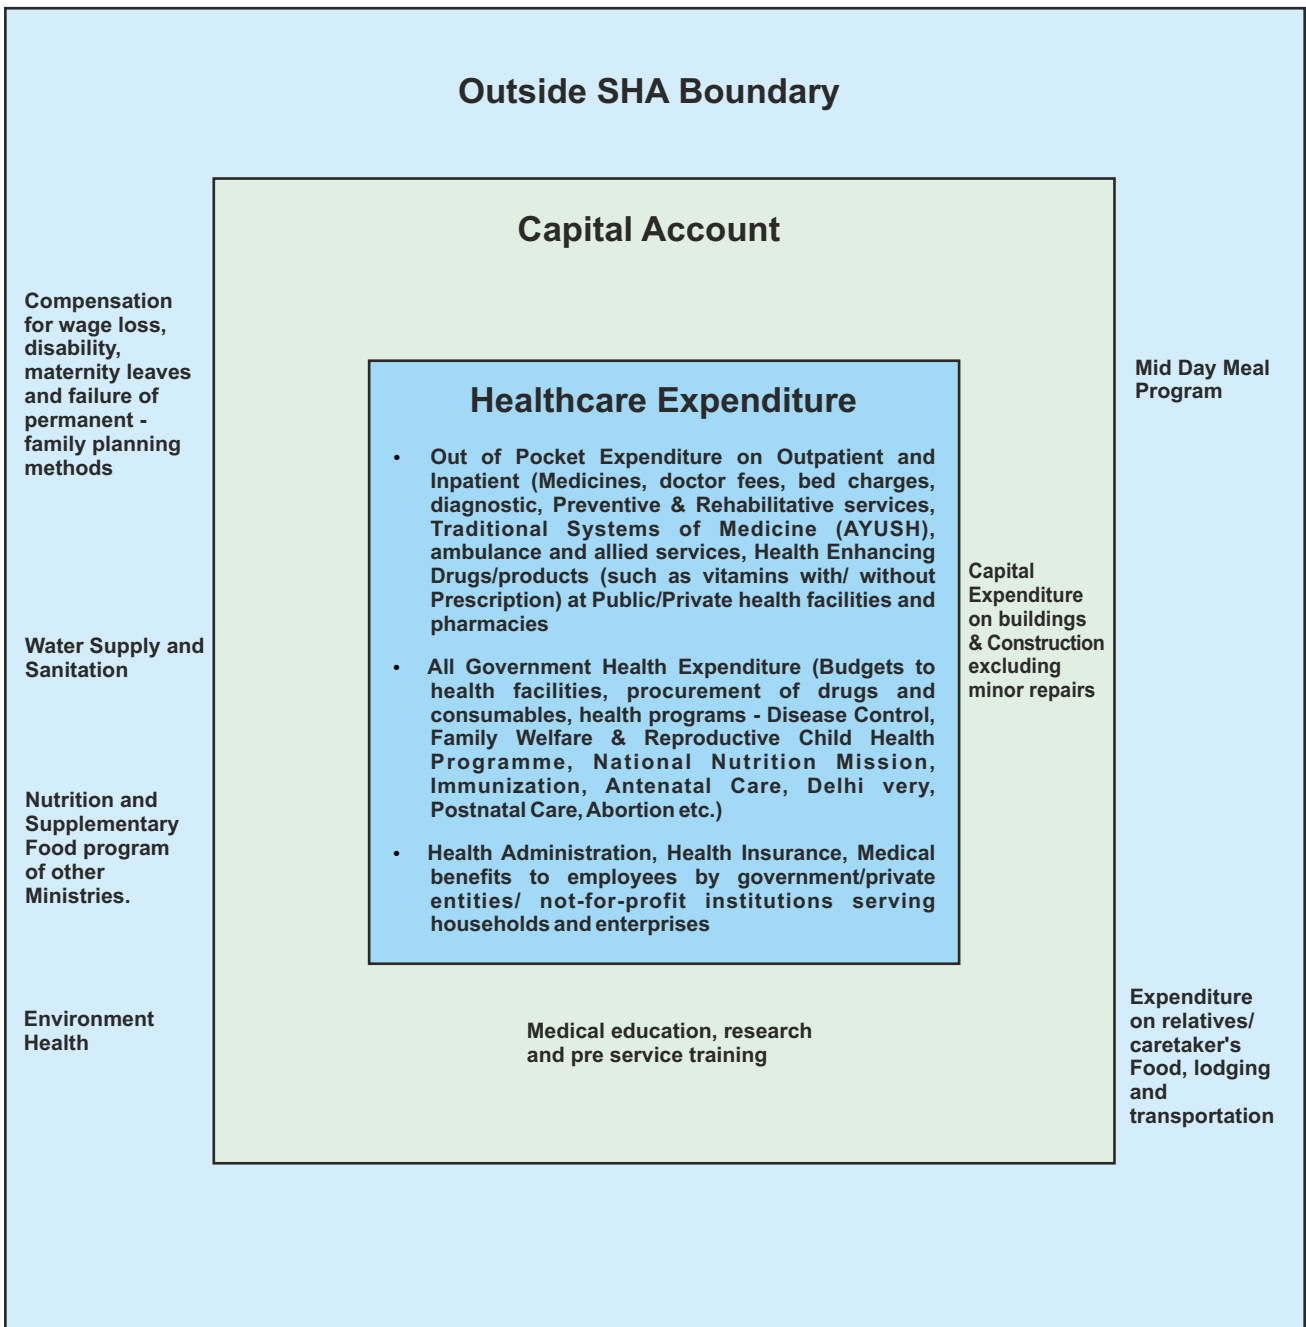 Outside SHA Boundary
Capital Account
Compensation
for wage loss,
disability,
maternity leaves
and failure of
permanent -
family planning
methods
Water Supply and
Sanitation
Nutrition and
Supplementary
Food program
of other
Ministries.
Environment
Health
Healthcare Expenditure
• Out of Pocket Expenditure on Outpatient and
Inpatient (Medicines, doctor fees, bed charges,
diagnostic, Preventive & Rehabilitative services,
Traditional Systems of Medicine (AYUSH),
ambulance and allied services, Health Enhancing
Drugs/products (such as vitamins with/ without
Prescription) at Public/Private health facilities and
pharmacies
• All Government Health Expenditure (Budgets to
health facilities, procurement of drugs and
consumables, health programs - Disease Control,
Family Welfare & Reproductive Child Health
Programme, National Nutrition Mission,
Immunization, Antenatal Care, Delhi very,
Postnatal Care, Abortion etc.)
• Health Administration, Health Insurance, Medical
benefits to employees by government/private
entities/ not-for-profit institutions serving
households and enterprises
Capital
Expenditure
on buildings
& Construction
excluding
minor repairs
Medical education, research
and pre service training
Mid Day Meal
Program
Expenditure
on relatives/
caretaker's
Food, lodging
and
transportation